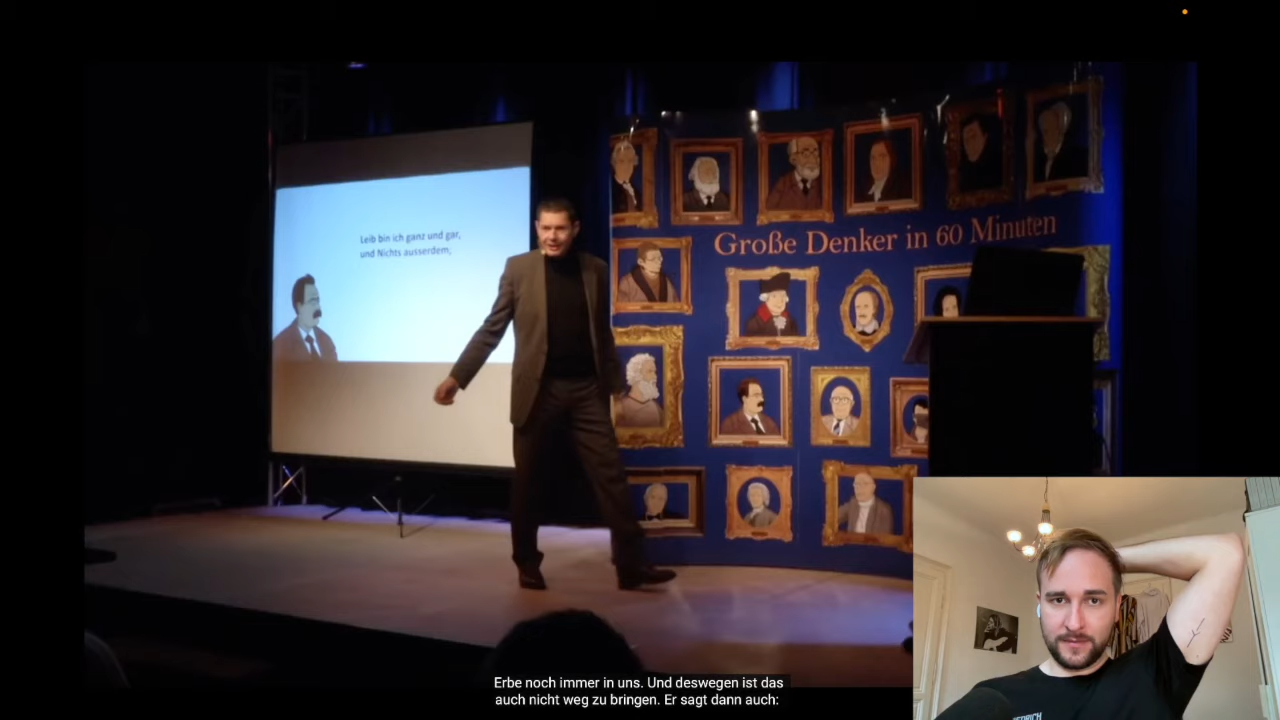 Leib bin ich ganz und gar,
und Nichts ausserdem,
Große Denker in 60 Minuten
Erbe noch immer in uns. Und deswegen ist das
auch nicht weg zu bringen. Er sagt dann auch: